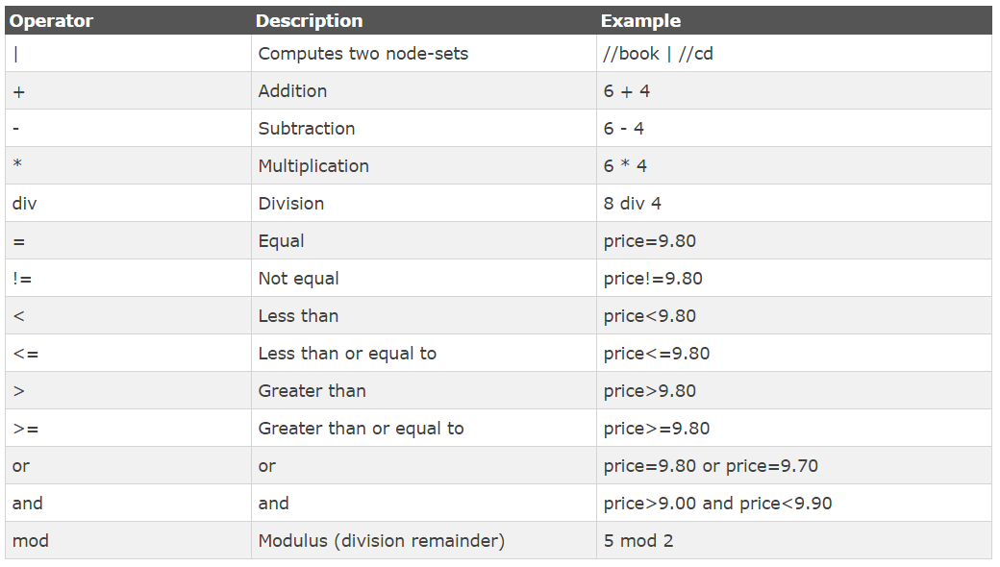 Operator Description Example
| Computes two node-sets //book | //cd
+ Addition 6 + 4
- Subtraction 6 - 4
* Multiplication 6 * 4
div Division 8 div 4
= Equal price=9.80
!= Not equal price!=9.80
< Less than price<9.80
<= Less than or equal to price<=9.80
> Greater than price>9.80
>= Greater than or equal to price>=9.80
or or price=9.80 or price=9.70
and and price>9.00 and price<9.90
mod Modulus (division remainder) 5 mod 2